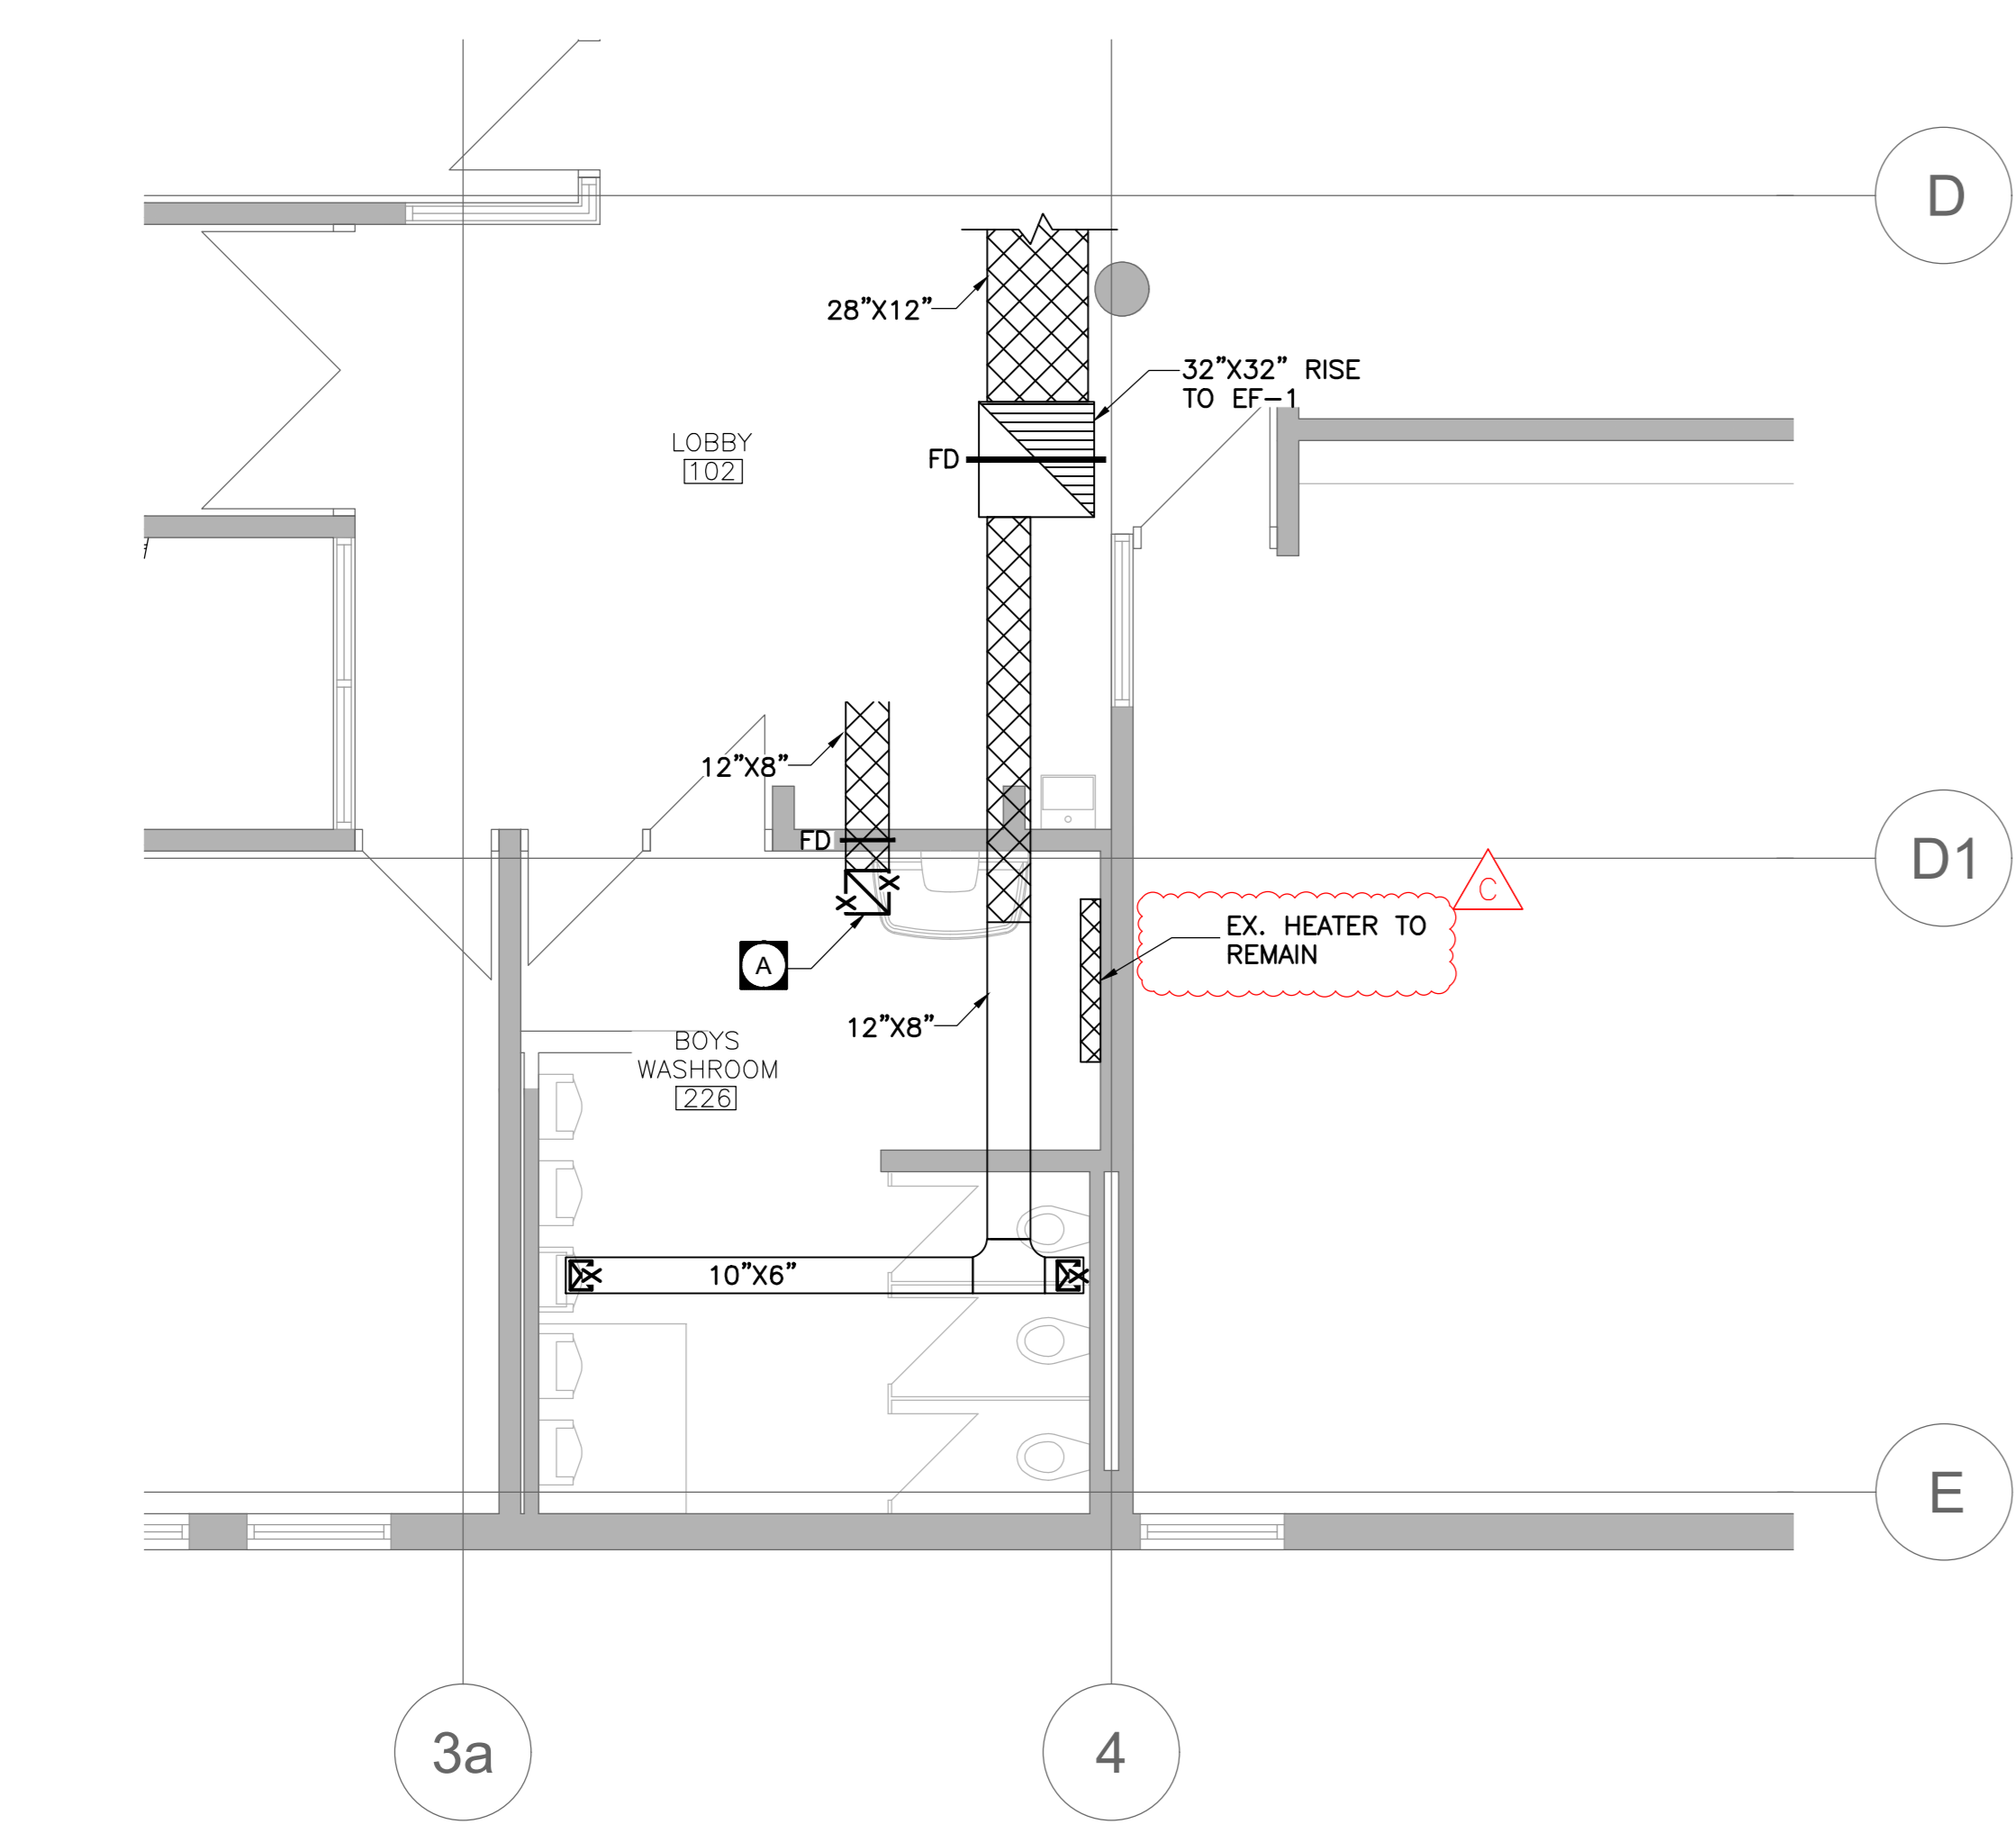 D
28"X12"
32"X32" RISE
TO EF-1
LOBBY
102
FD
12"X8"
FD
D1
C
EX. HEATER TO
REMAIN
A
12"X8"
BOYS
WASHROOM
226
10"X6"
E
3a
4